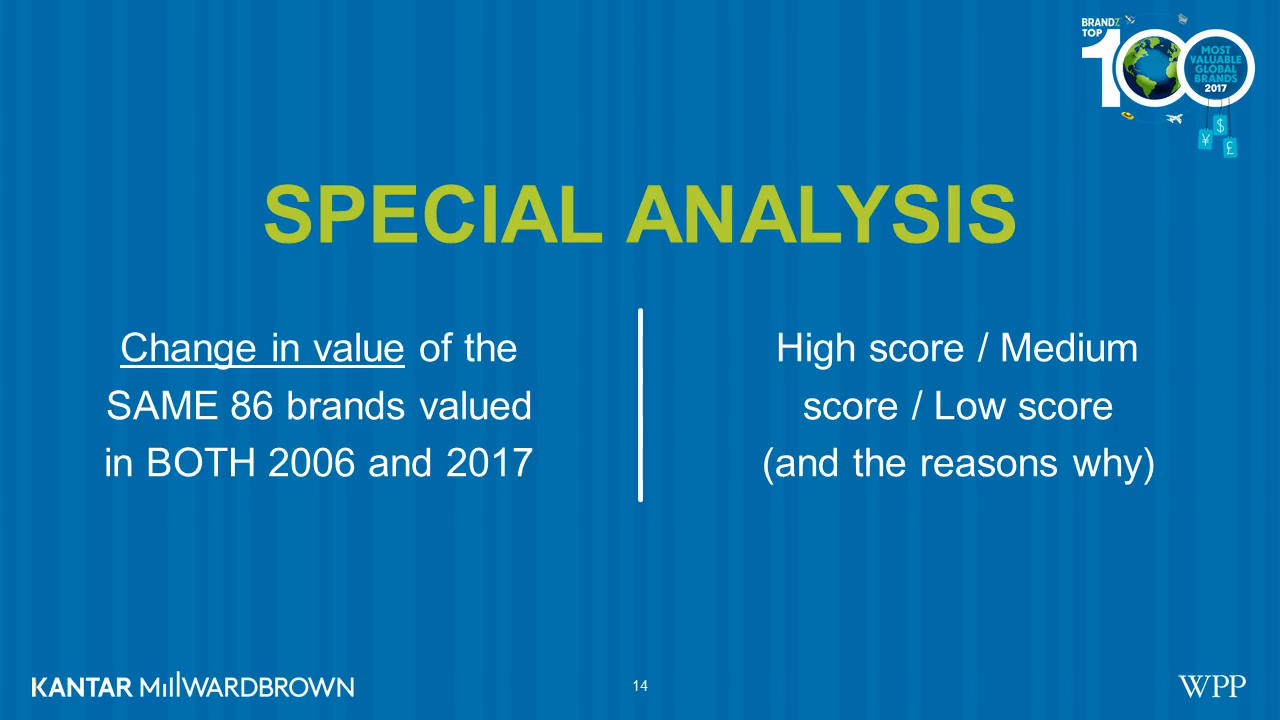 BRANDZ
TOP
100
MOST
VALUABLE
GLOBAL
BRANDS
2017
¥
$
£
SPECIAL ANALYSIS
Change in value of the
SAME 86 brands valued
in BOTH 2006 and 2017
High score / Medium
score / Low score
(and the reasons why)
KANTAR MillWARDBROWN
14
WPP